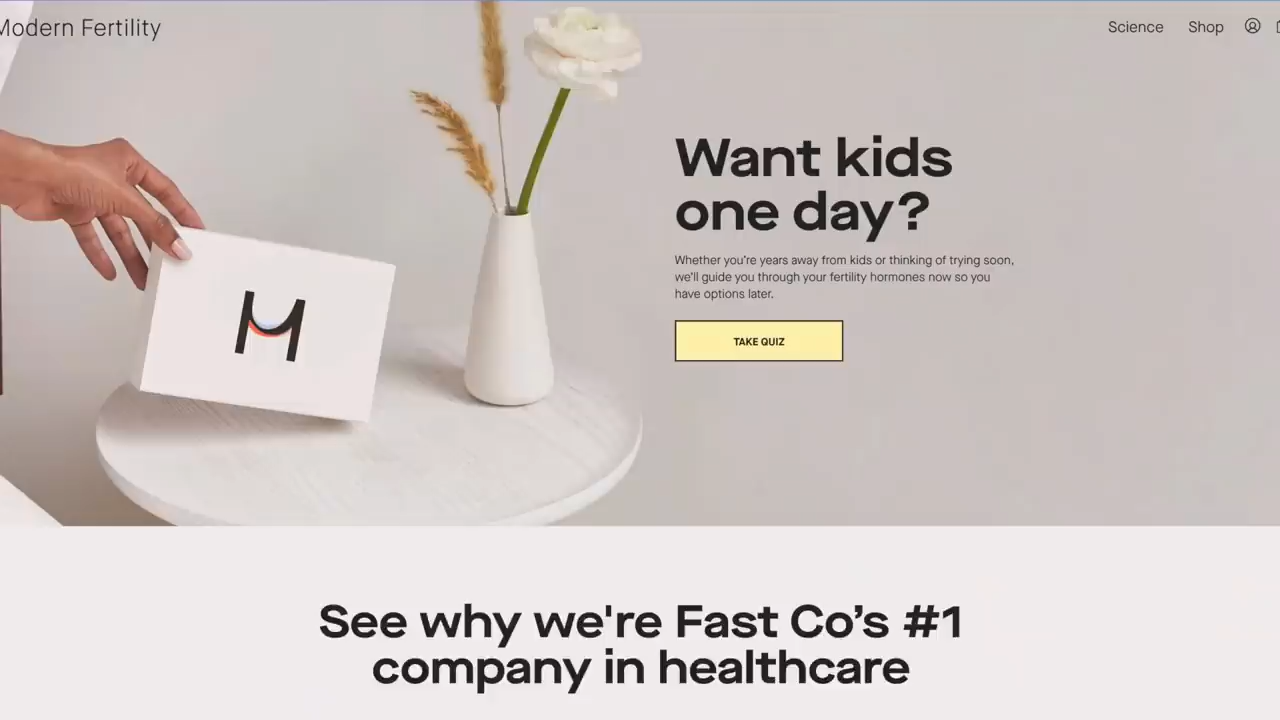 Modern Fertility
Science
Shop
Want kids
one day?
Whether you're years away from kids or thinking of trying soon,
we'll guide you through your fertility hormones now so you
have options later.
TAKE QUIZ
M
See why we're Fast Co’s #1
company in healthcare